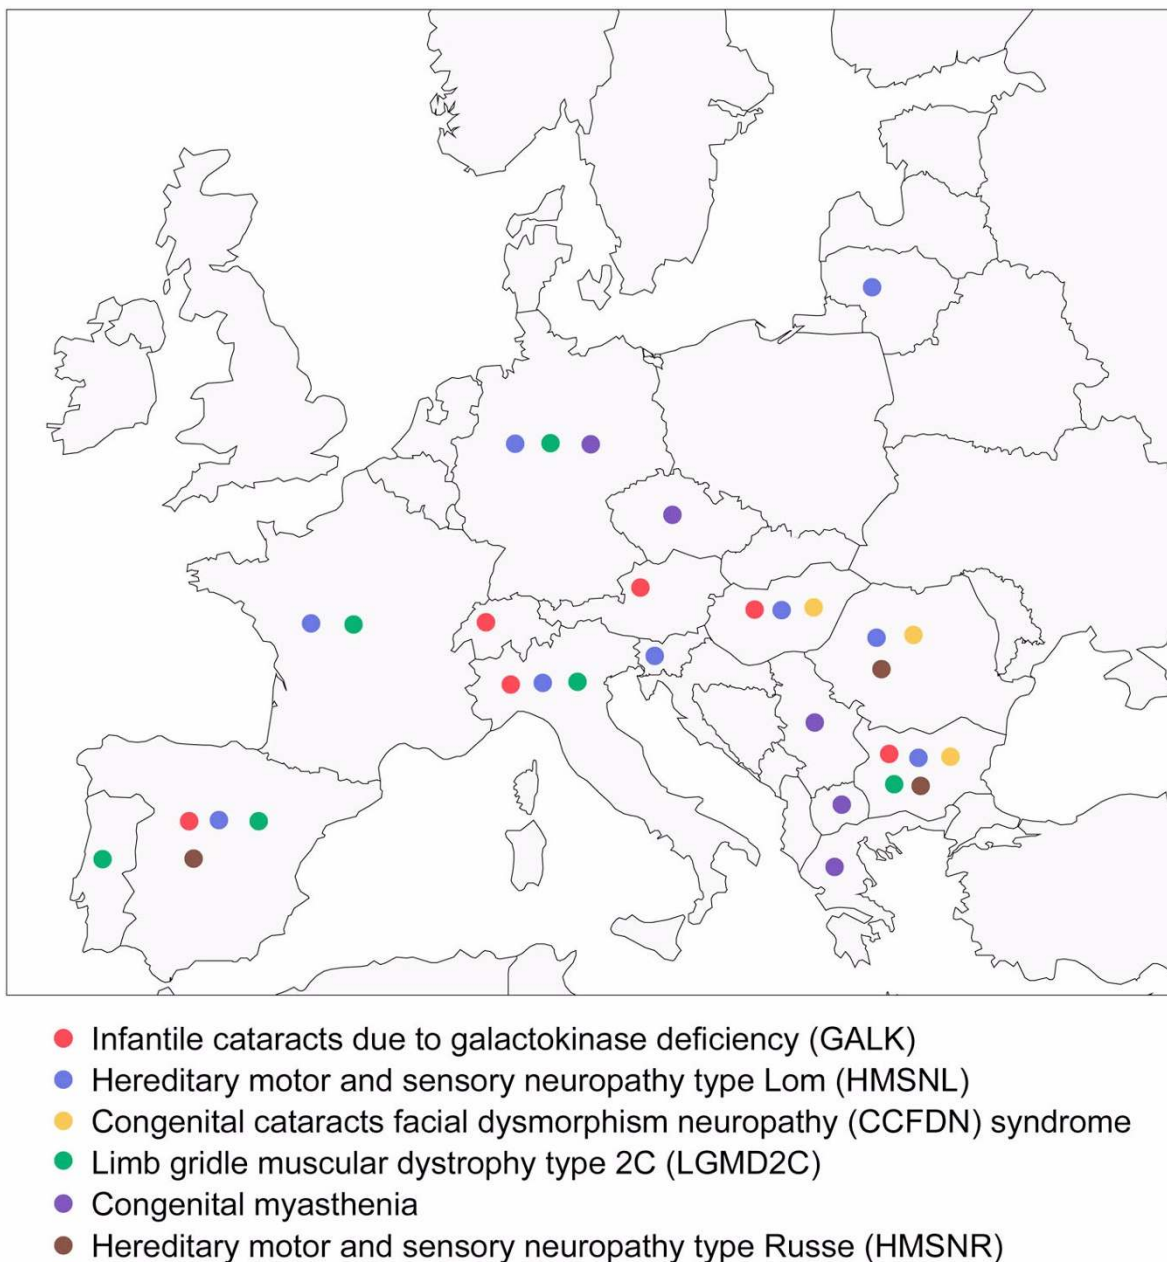 Infantile cataracts due to galactokinase deficiency (GALK)
Hereditary motor and sensory neuropathy type Lom (HMSNL)
Congenital cataracts facial dysmorphism neuropathy (CCFDN) syndrome
Limb gridle muscular dystrophy type 2C (LGMD2C)
Congenital myasthenia
Hereditary motor and sensory neuropathy type Russe (HMSNR)